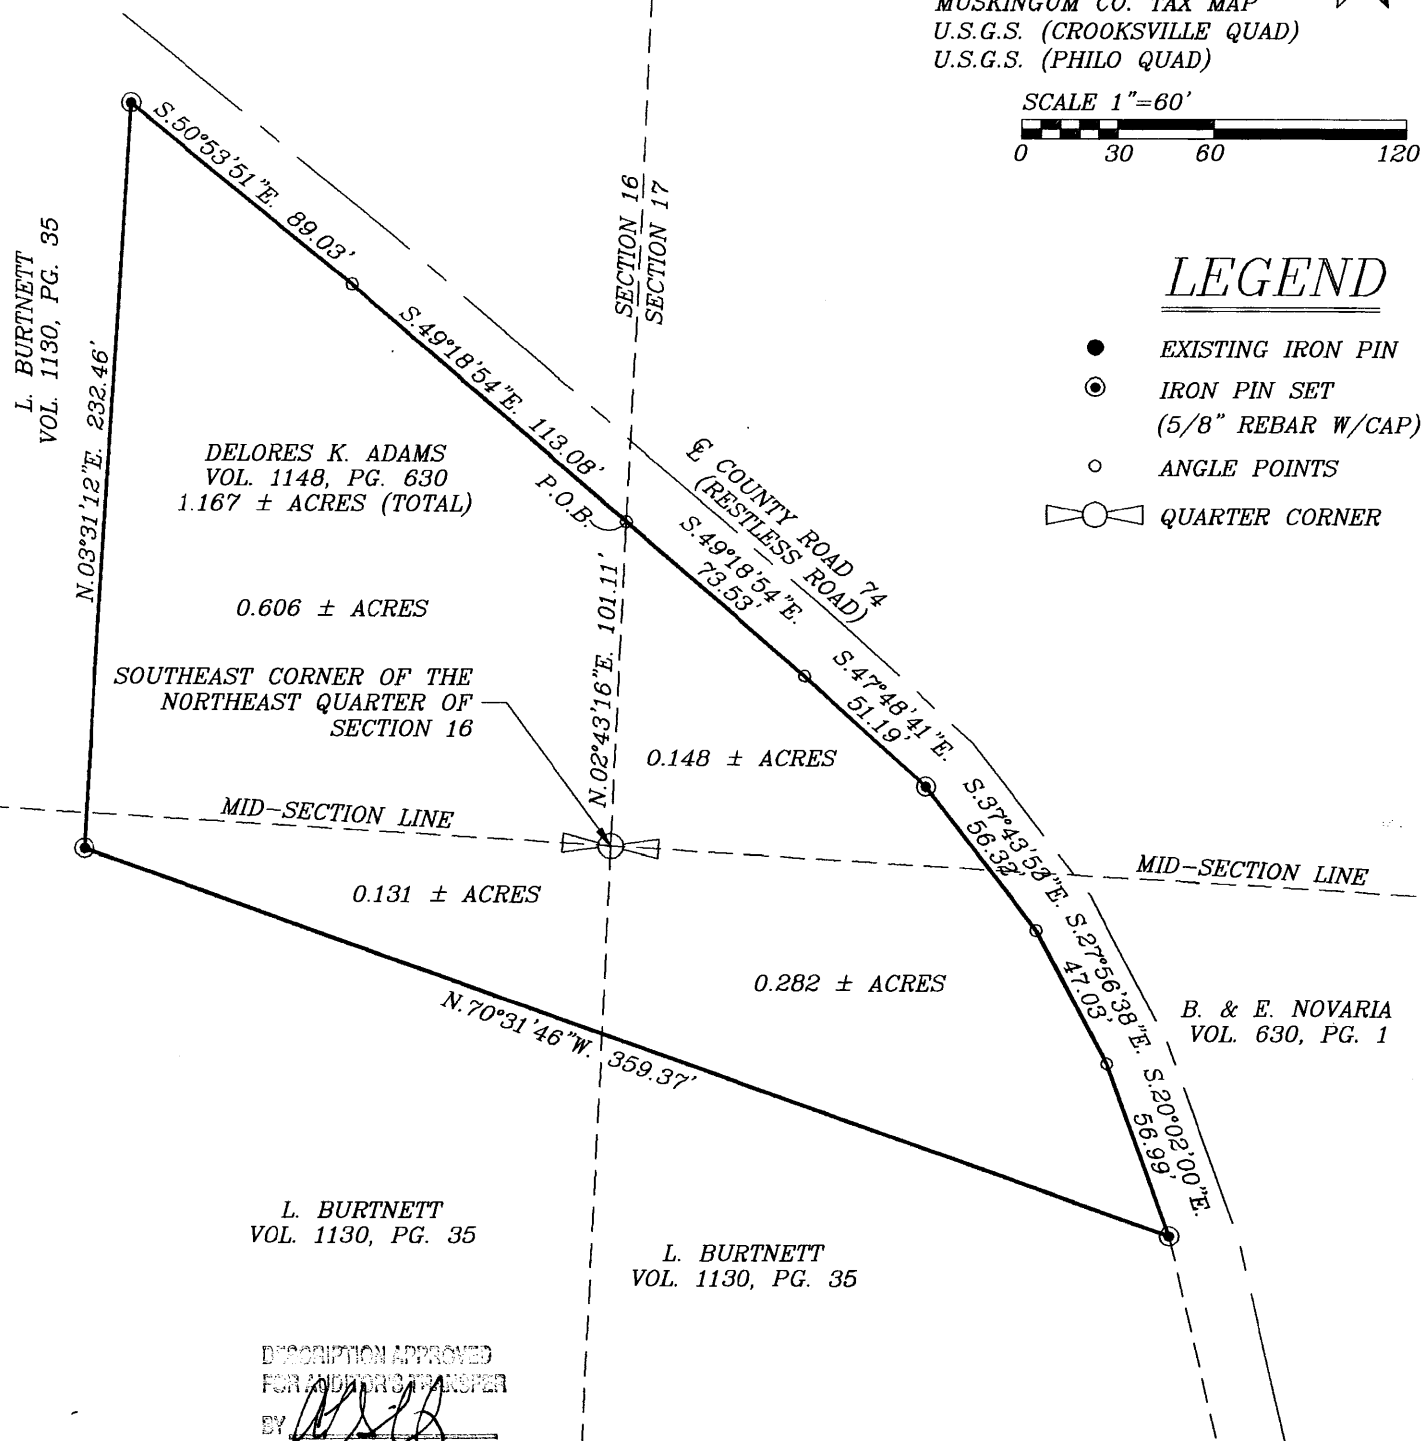 MUSKINGUM CO. TAX MAP
U.S.G.S. (CROOKSVILLE QUAD)
U.S.G.S. (PHILO QUAD)
SCALE 1"=60'
0 30 60 120
LEGEND
EXISTING IRON PIN
IRON PIN SET
(5/8" REBAR W/CAP)
ANGLE POINTS
QUARTER CORNER
S.50°53'51"E. 89.03'
SECTION 16
SECTION 17
L. BURTNETT
VOL. 1130, PG. 35
N.03°31'12"E. 232.46'
S.49°18'54"E. 113.08'
DELORES K. ADAMS
VOL. 1148, PG. 630
1.167 ± ACRES (TOTAL)
P.O.B.
℄ COUNTY ROAD 74
(RESTLESS ROAD)
S.49°18'54"E.
73.53'
0.606 ± ACRES
N.02°43'16"E. 101.11'
SOUTHEAST CORNER OF THE
NORTHEAST QUARTER OF
SECTION 16
S.47°48'41"E.
51.19'
0.148 ± ACRES
MID-SECTION LINE
S.37°43'52"E.
56.32'
MID-SECTION LINE
0.131 ± ACRES
0.282 ± ACRES
S.27°56'38"E.
47.03'
B. & E. NOVARIA
VOL. 630, PG. 1
N.70°31'46"W. 359.37'
S.20°02'00"E.
56.99'
L. BURTNETT
VOL. 1130, PG. 35
L. BURTNETT
VOL. 1130, PG. 35
DESCRIPTION APPROVED
FOR AUDITOR'S TRANSFER
BY